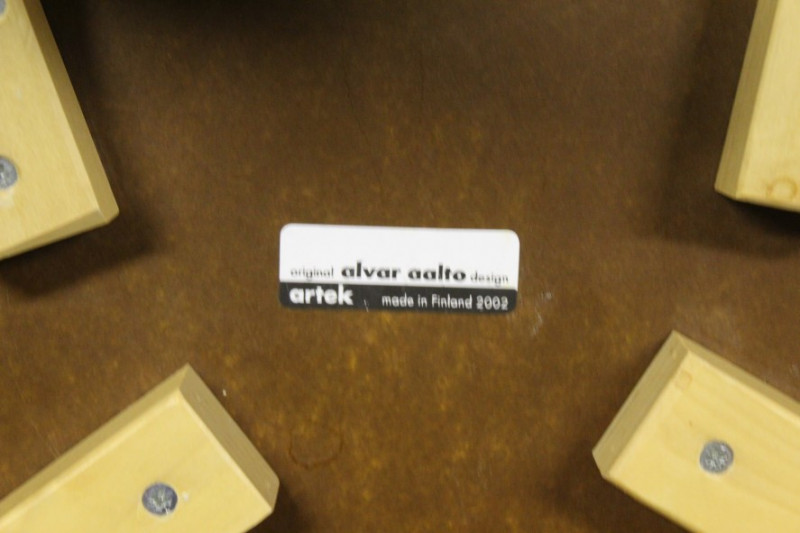 original alvar aalto design
artek made in Finland 2002